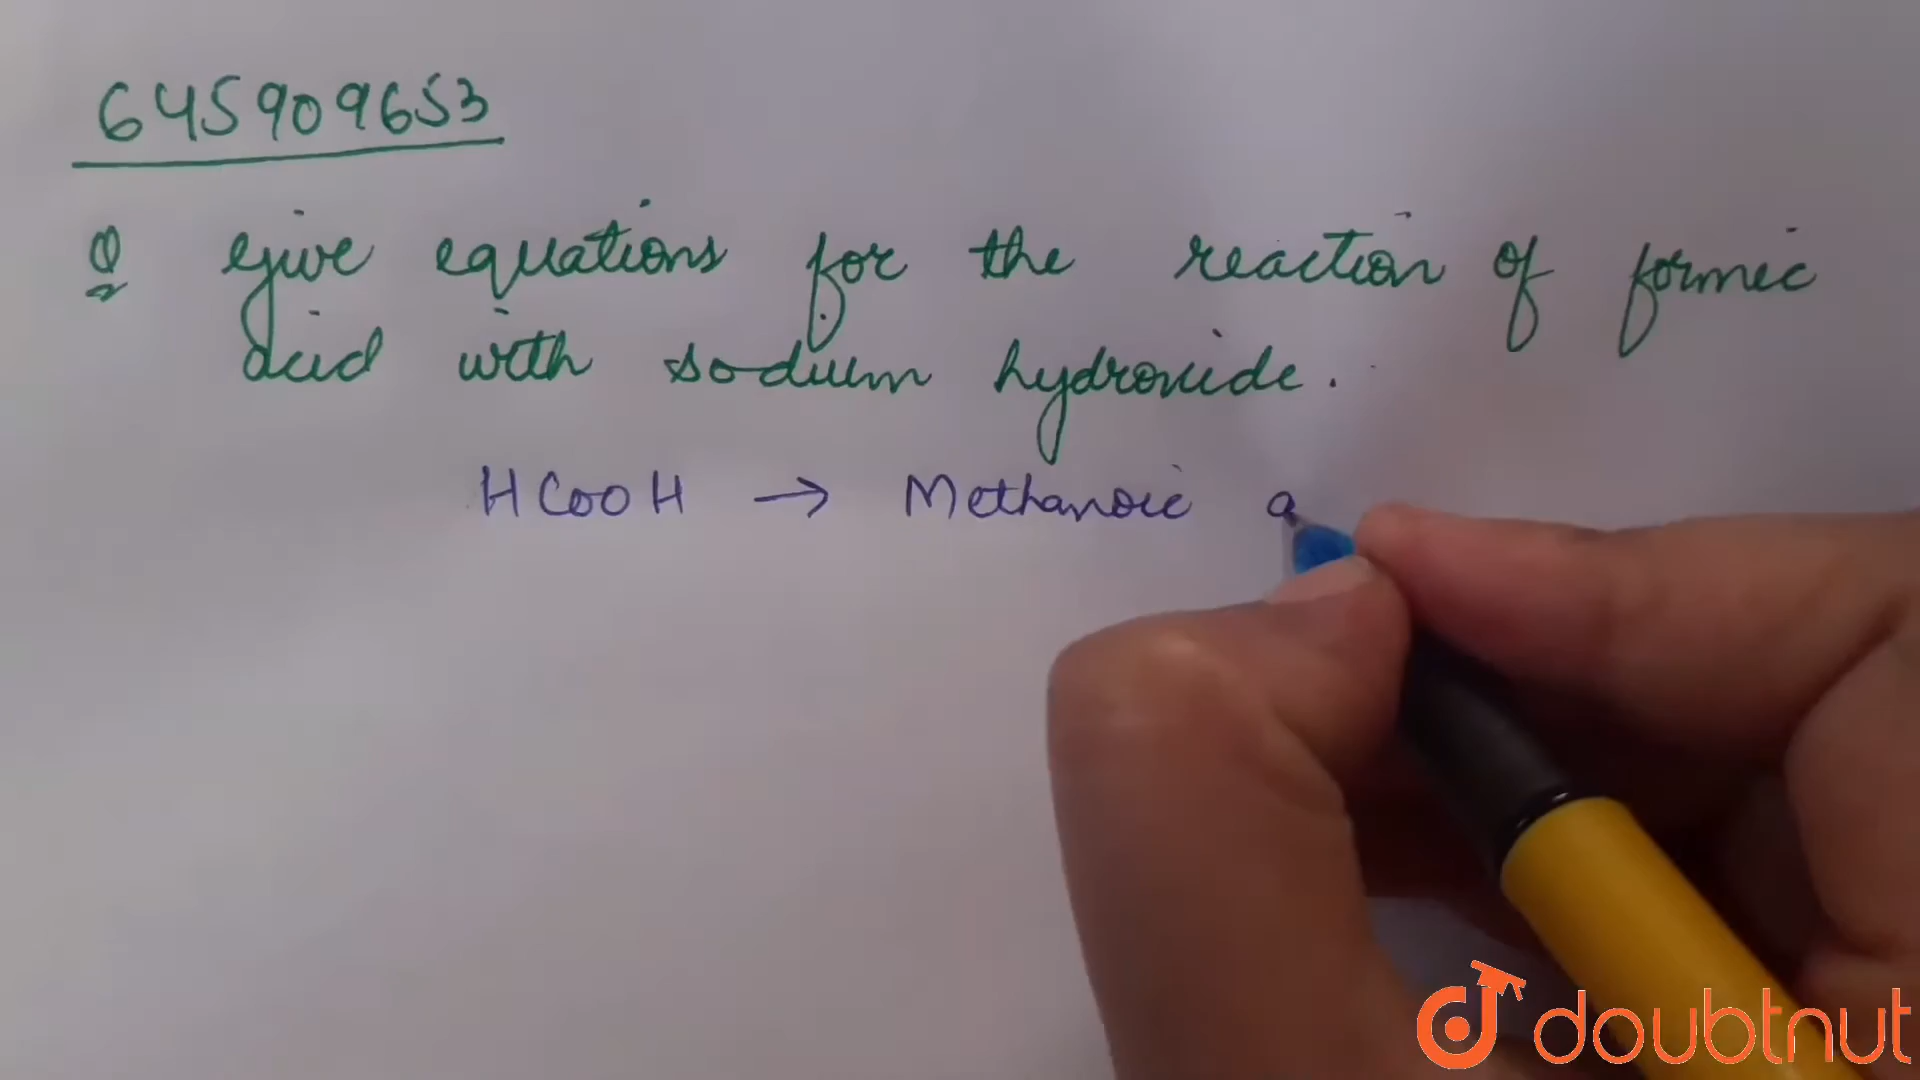 645909653
Q Give equations for the reaction of formic
acid with sodium hydroxide.
HCOOH → Methanoic a
doubtnut